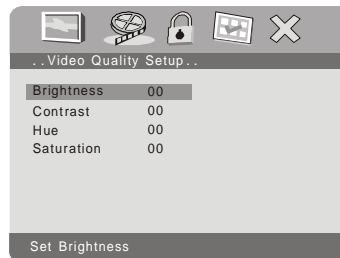 ..Video Quality Setup..
Brightness 00
Contrast 00
Hue 00
Saturation 00
Set Brightness